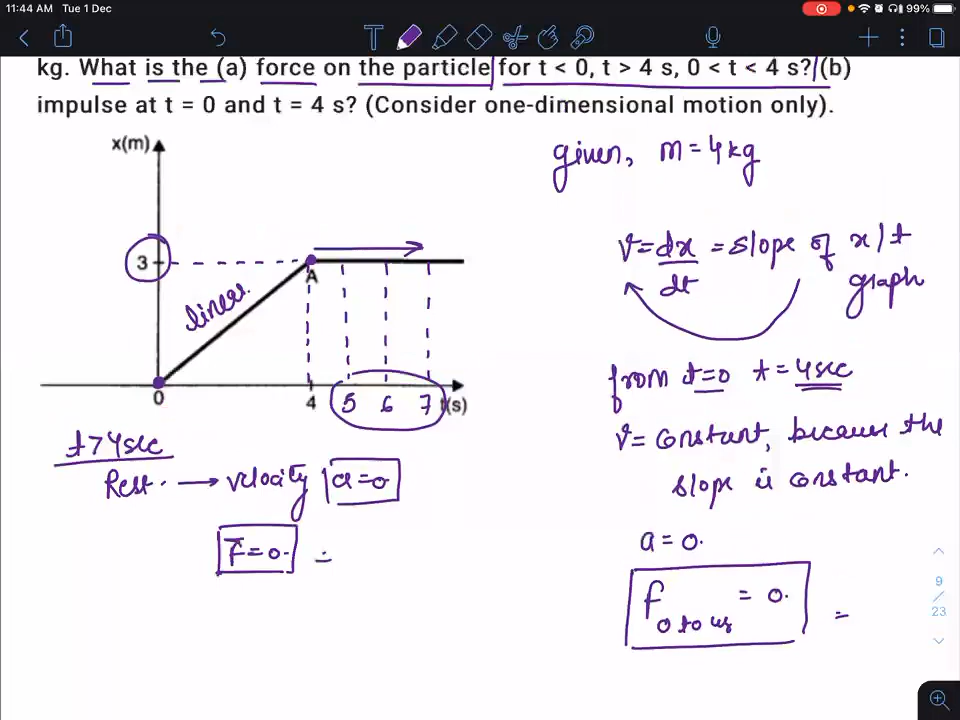 11:44 AM Tue 1 Dec
99%
kg. What is the (a) force on the particle for t < 0, t > 4 s, 0 < t < 4 s? (b)
impulse at t = 0 and t = 4 s? (Consider one-dimensional motion only).
x(m)
given, m = 4kg
3
A
linear.
v = dx/dt = slope of x/t
graph
0
4
5 6 7
t(s)
from t=0 t = 4sec
v = constant, because the
slope is constant.
t>4sec
Rest. → velocity a=0
F=0.
=
a = 0.
f 0 to 4s = 0.
=
9
/
23